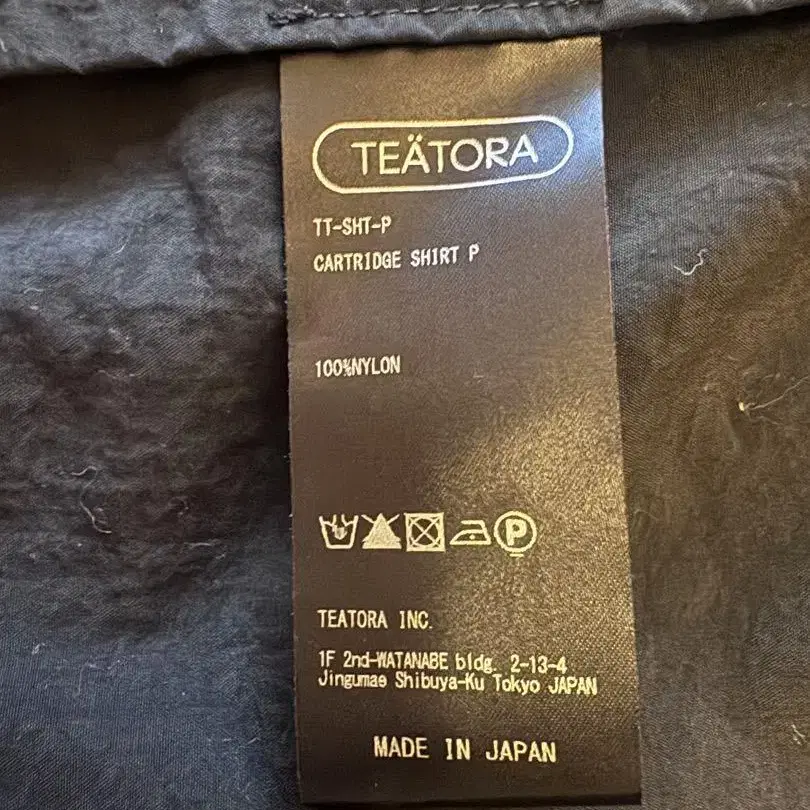 TEÄTORA
TT-SHT-P
CARTRIDGE SHIRT P
100%NYLON
P
TEATORA INC.
1F 2nd-WATANABE bldg. 2-13-4
Jingumae Shibuya-Ku Tokyo JAPAN
MADE IN JAPAN